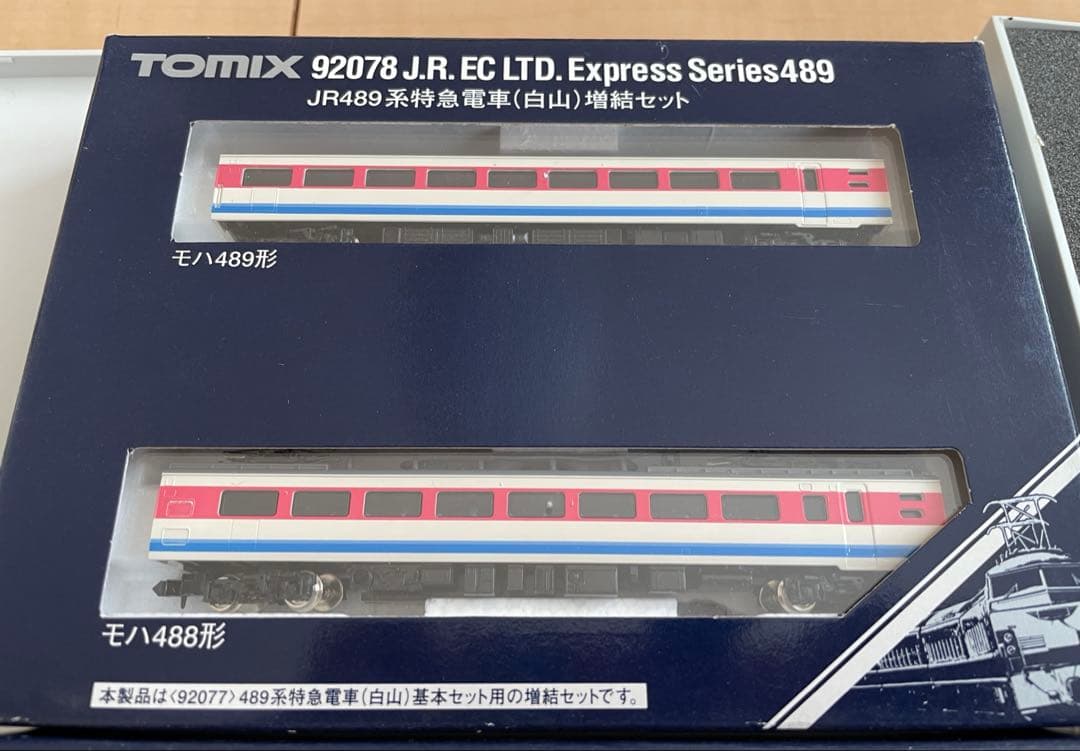 TOMIX 92078 J.R. EC LTD. Express Series489
JR489系特急電車(白山)増結セット
モハ489形
モハ488形
本製品は〈92077〉489系特急電車(白山)基本セット用の増結セットです。